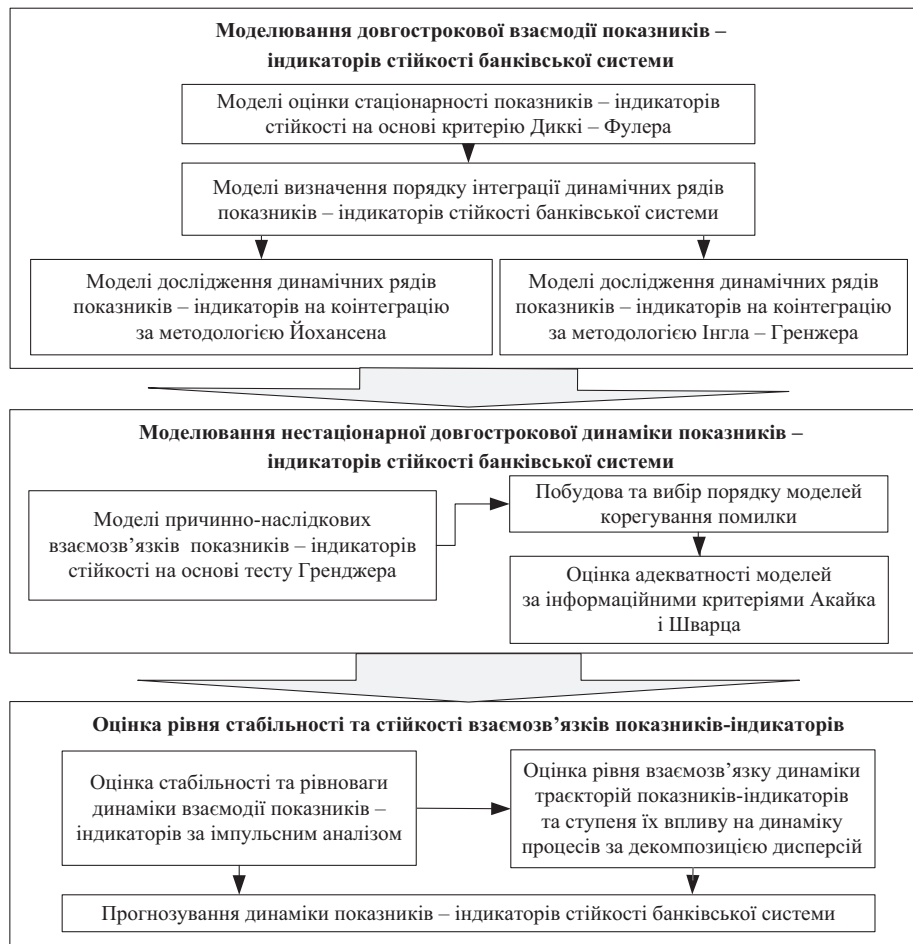 Моделювання довгострокової взаємодії показників –
індикаторів стійкості банківської системи
Моделі оцінки стаціонарності показників – індикаторів
стійкості на основі критерію Диккі – Фулера
Моделі визначення порядку інтеграції динамічних рядів
показників – індикаторів стійкості банківської системи
Моделі дослідження динамічних рядів
показників – індикаторів на коінтеграцію
за методологією Йохансена
Моделі дослідження динамічних рядів
показників – індикаторів на коінтеграцію
за методологією Інгла – Гренжера
Моделювання нестаціонарної довгострокової динаміки показників –
індикаторів стійкості банківської системи
Моделі причинно-наслідкових
взаємозв’язків показників – індикаторів
стійкості на основі тесту Гренджера
Побудова та вибір порядку моделей
корегування помилки
Оцінка адекватності моделей
за інформаційними критеріями Акайка
і Шварца
Оцінка рівня стабільності та стійкості взаємозв’язків показників-індикаторів
Оцінка стабільності та рівноваги
динаміки взаємодії показників –
індикаторів за імпульсним аналізом
Оцінка рівня взаємозв’язку динаміки
траєкторій показників-індикаторів
та ступеня їх впливу на динаміку
процесів за декомпозицією дисперсій
Прогнозування динаміки показників – індикаторів стійкості банківської системи